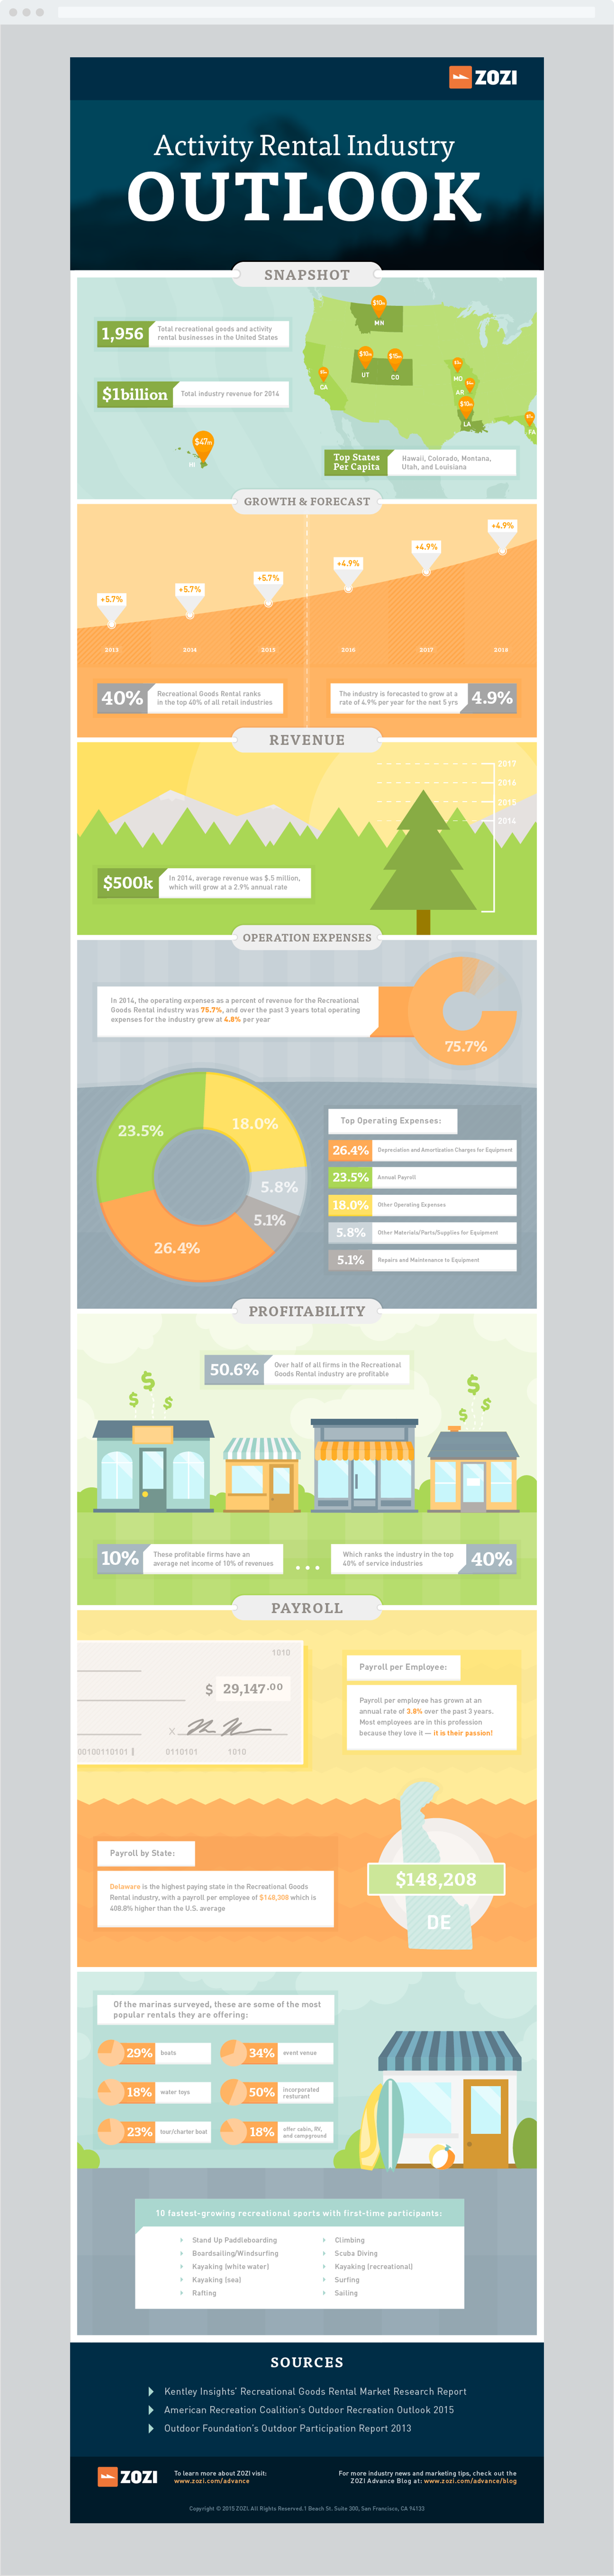 ZOZI
Activity Rental Industry
OUTLOOK
SNAPSHOT
1,956
Total recreational goods and activity
rental businesses in the United States
$1billion
Total industry revenue for 2014
$47m
HI
$10m
MN
$10m
UT
$15m
CO
CA
MO
AR
$10m
LA
FA
Top States
Per Capita
Hawaii, Colorado, Montana,
Utah, and Louisiana
GROWTH & FORECAST
+5.7%
+5.7%
+5.7%
+4.9%
+4.9%
+4.9%
2013
2014
2015
2016
2017
2018
40%
Recreational Goods Rental ranks
in the top 40% of all retail industries
The industry is forecasted to grow at a
rate of 4.9% per year for the next 5 yrs
4.9%
REVENUE
2017
2016
2015
2014
$500k
In 2014, average revenue was $.5 million,
which will grow at a 2.9% annual rate
OPERATION EXPENSES
In 2014, the operating expenses as a percent of revenue for the Recreational
Goods Rental industry was 75.7%, and over the past 3 years total operating
expenses for the industry grew at 4.8% per year
75.7%
23.5%
18.0%
5.8%
5.1%
26.4%
Top Operating Expenses:
26.4%
Depreciation and Amortization Charges for Equipment
23.5%
Annual Payroll
18.0%
Other Operating Expenses
5.8%
Other Materials/Parts/Supplies for Equipment
5.1%
Repairs and Maintenance to Equipment
PROFITABILITY
50.6%
Over half of all firms in the Recreational
Goods Rental industry are profitable
$ $ $
$ $ $
10%
These profitable firms have an
average net income of 10% of revenues
Which ranks the industry in the top
40% of service industries
40%
PAYROLL
1010
$ 29,147.00
X
00100110101
0110101
1010
Payroll per Employee:
Payroll per employee has grown at an
annual rate of 3.8% over the past 3 years.
Most employees are in this profession
because they love it — it is their passion!
Payroll by State:
Delaware is the highest paying state in the Recreational Goods
Rental industry, with a payroll per employee of $148,208 which is
408.8% higher than the U.S. average
$148,208
DE
Of the marinas surveyed, these are some of the most
popular rentals they are offering:
29%
boats
34%
event venue
18%
water toys
50%
incorporated
resturant
23%
tour/charter boat
18%
offer cabin, RV,
and campground
10 fastest-growing recreational sports with first-time participants:
Stand Up Paddleboarding
Boardsailing/Windsurfing
Kayaking (white water)
Kayaking (sea)
Rafting
Climbing
Scuba Diving
Kayaking (recreational)
Surfing
Sailing
SOURCES
Kentley Insights' Recreational Goods Rental Market Research Report
American Recreation Coalition's Outdoor Recreation Outlook 2015
Outdoor Foundation's Outdoor Participation Report 2013
ZOZI
To learn more about ZOZI visit:
www.zozi.com/advance
For more industry news and marketing tips, check out the
ZOZI Advance Blog at: www.zozi.com/advance/blog
Copyright © 2015 ZOZI. All Rights Reserved. 1 Beach St. Suite 300, San Francisco, CA 94133